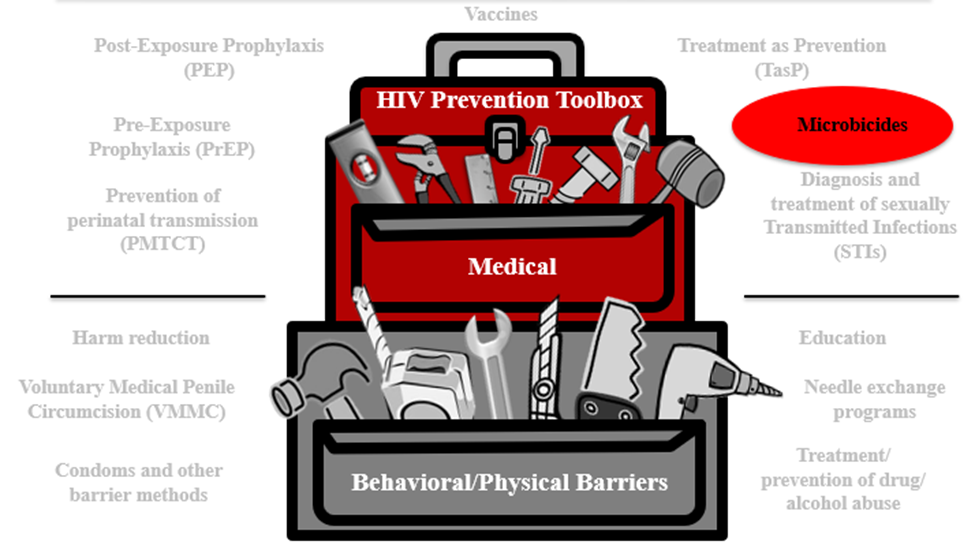 Vaccines
Post-Exposure Prophylaxis
(PEP)
Treatment as Prevention
(TasP)
HIV Prevention Toolbox
Pre-Exposure
Prophylaxis (PrEP)
Microbicides
Prevention of
perinatal transmission
(PMTCT)
Diagnosis and
treatment of sexually
Transmitted Infections
(STIs)
Medical
Harm reduction
Education
Voluntary Medical Penile
Circumcision (VMMC)
Needle exchange
programs
Condoms and other
barrier methods
Treatment/
prevention of drug/
alcohol abuse
Behavioral/Physical Barriers